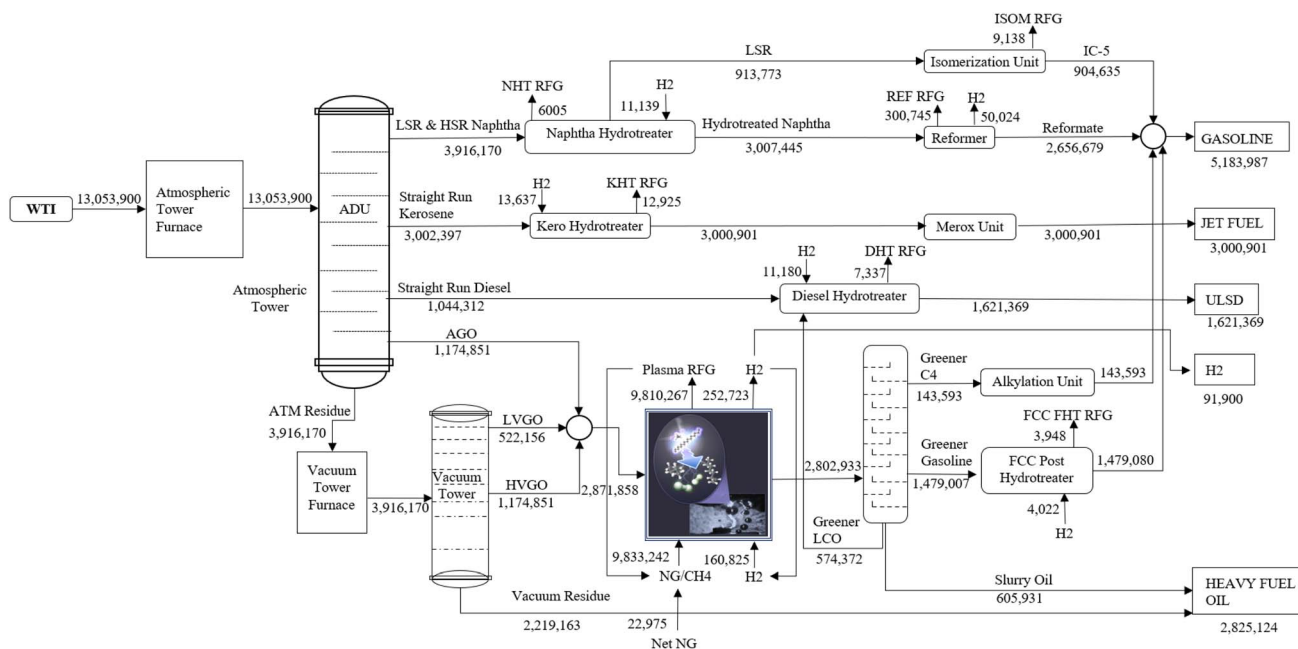 ISOM RFG
9,138
LSR
913,773
Isomerization Unit
IC-5
904,635
NHT RFG
6005
H2
11,139
REF RFG
300,745
H2
50,024
LSR & HSR Naphtha
3,916,170
Naphtha Hydrotreater
Hydrotreated Naphtha
3,007,445
Reformer
Reformate
2,656,679
GASOLINE
5,183,987
WTI
13,053,900
Atmospheric
Tower
Furnace
13,053,900
ADU
Straight Run
Kerosene
3,002,397
H2
13,637
KHT RFG
12,925
Kero Hydrotreater
3,000,901
Merox Unit
3,000,901
JET FUEL
3,000,901
Atmospheric
Tower
Straight Run Diesel
1,044,312
H2
11,180
DHT RFG
7,337
Diesel Hydrotreater
1,621,369
ULSD
1,621,369
AGO
1,174,851
Plasma RFG
9,810,267
H2
252,723
Greener
C4
143,593
Alkylation Unit
143,593
H2
91,900
ATM Residue
3,916,170
Vacuum
Tower
Furnace
3,916,170
Vacuum
Tower
LVGO
522,156
HVGO
1,174,851
2,871,858
2,802,933
Greener
Gasoline
1,479,007
FCC FHT RFG
3,948
FCC Post
Hydrotreater
1,479,080
4,022
H2
9,833,242
NG/CH4
160,825
H2
Greener
LCO
574,372
Vacuum Residue
2,219,163
22,975
Net NG
Slurry Oil
605,931
HEAVY FUEL
OIL
2,825,124